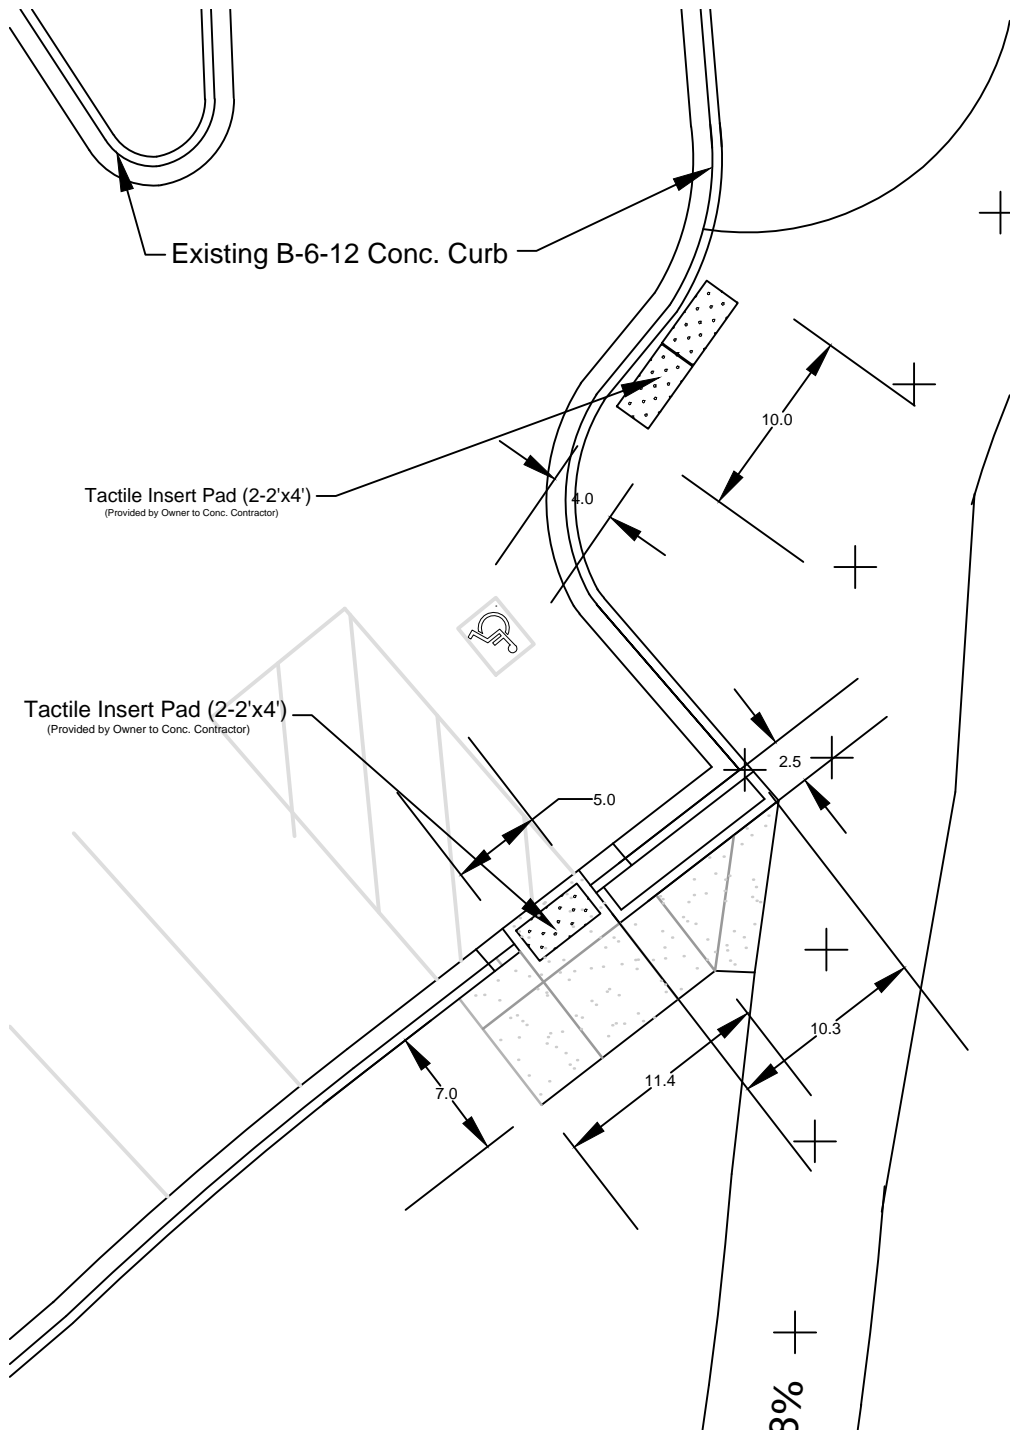 Existing B-6-12 Conc. Curb
10.0
Tactile Insert Pad (2-2'x4')
(Provided by Owner to Conc. Contractor)
4.0
Tactile Insert Pad (2-2'x4')
(Provided by Owner to Conc. Contractor)
2.5
5.0
10.3
11.4
7.0